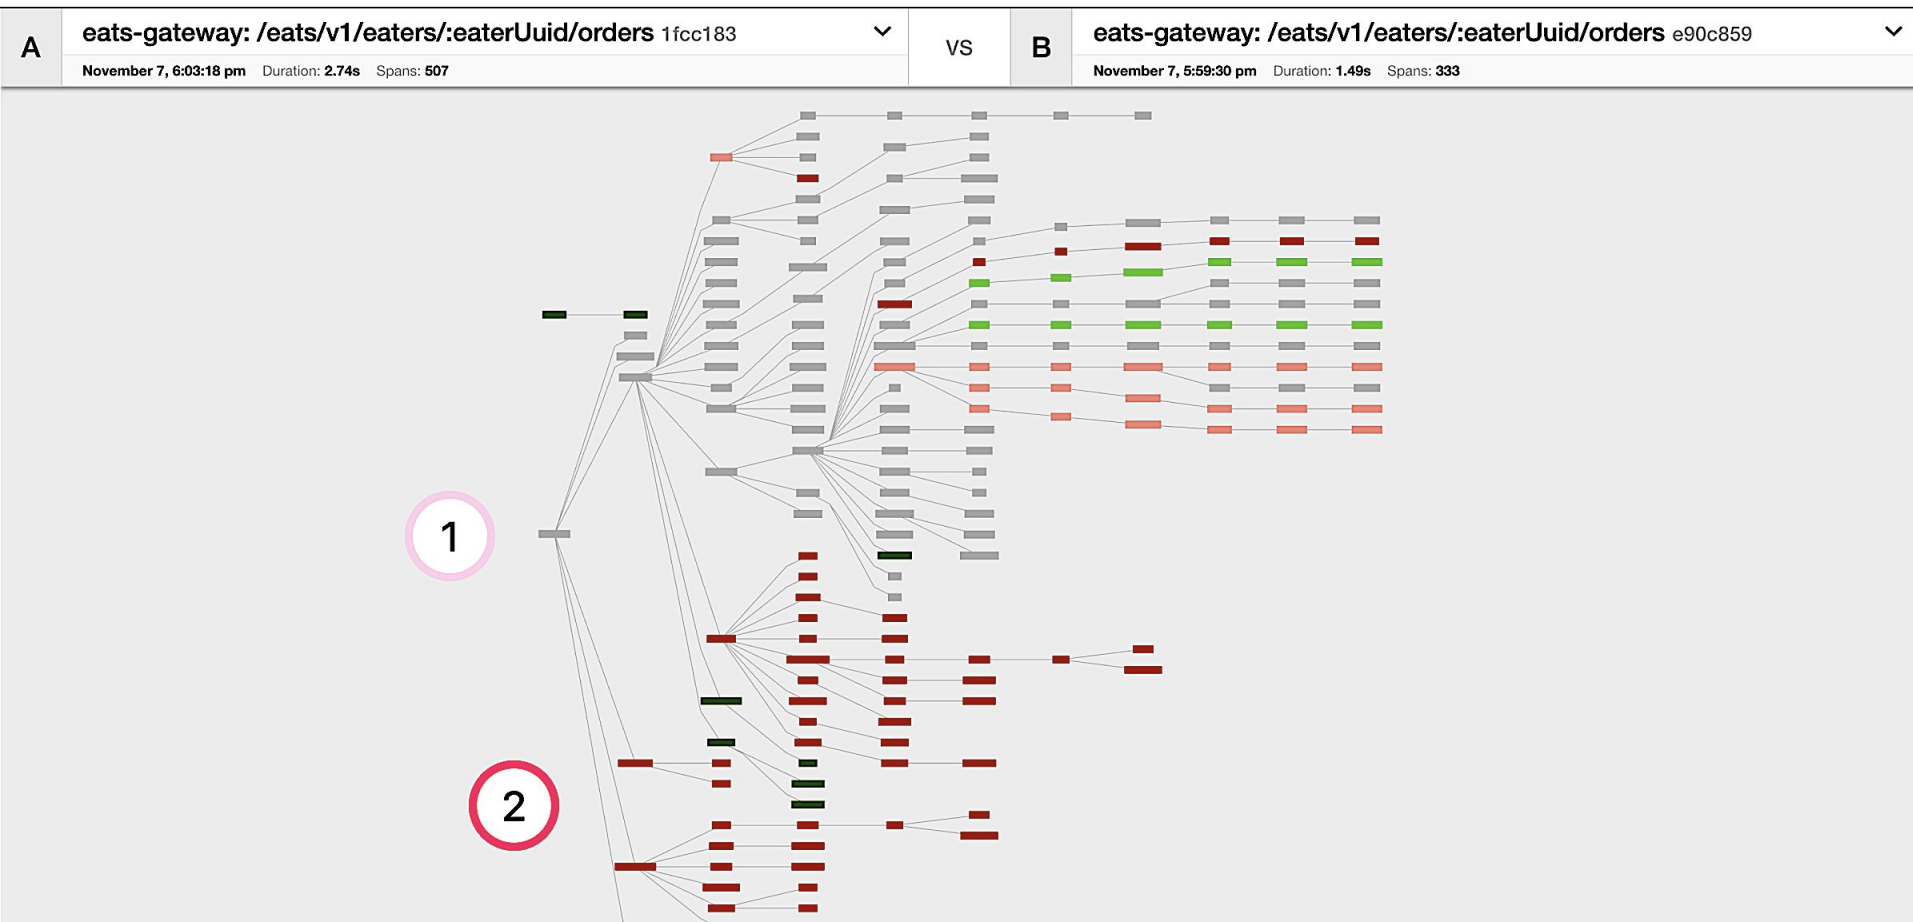 A
eats-gateway: /eats/v1/eaters/:eaterUuid/orders 1fcc183
November 7, 6:03:18 pm Duration: 2.74s Spans: 507
VS
B
eats-gateway: /eats/v1/eaters/:eaterUuid/orders e90c859
November 7, 5:59:30 pm Duration: 1.49s Spans: 333
1
2